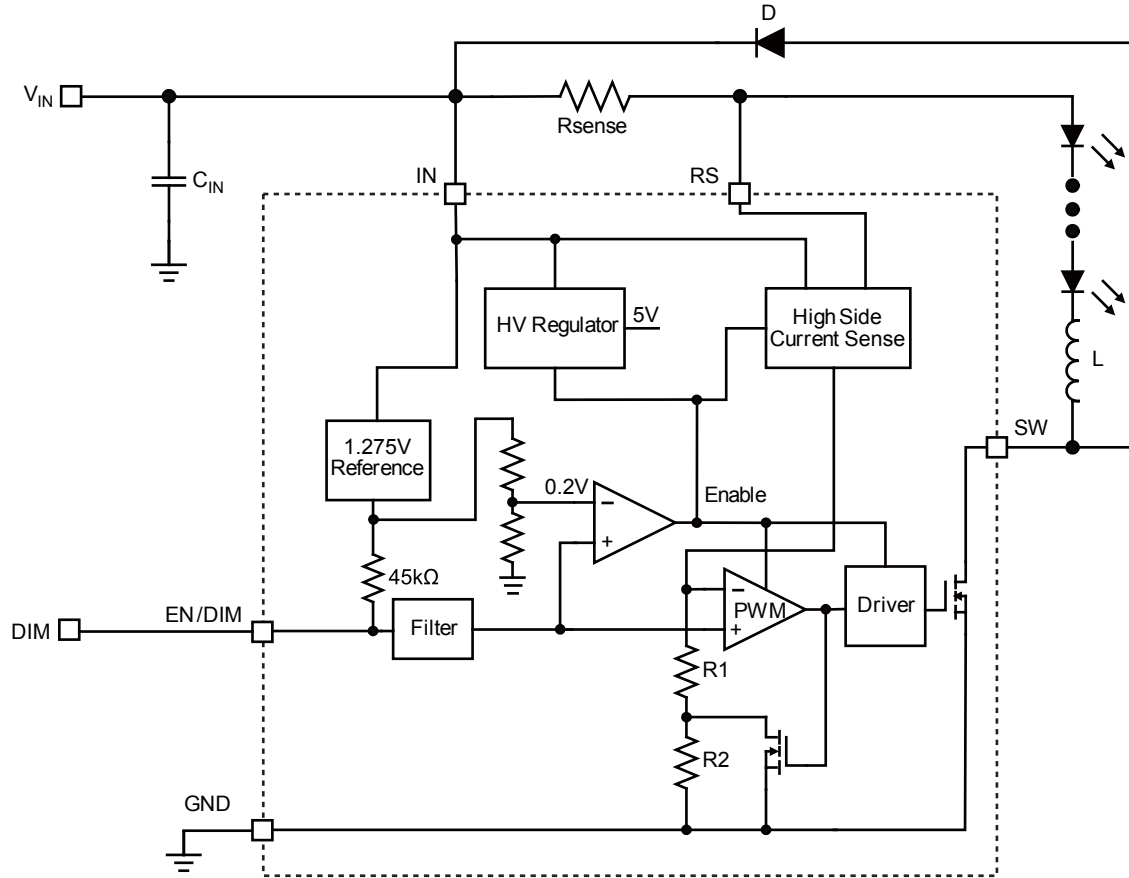 D
VIN
Rsense
CIN
IN
RS
HV Regulator
5V
High Side
Current Sense
L
1.275V
Reference
SW
0.2V
−
+
Enable
45kΩ
−
PWM
+
Driver
EN/DIM
DIM
Filter
R1
R2
GND